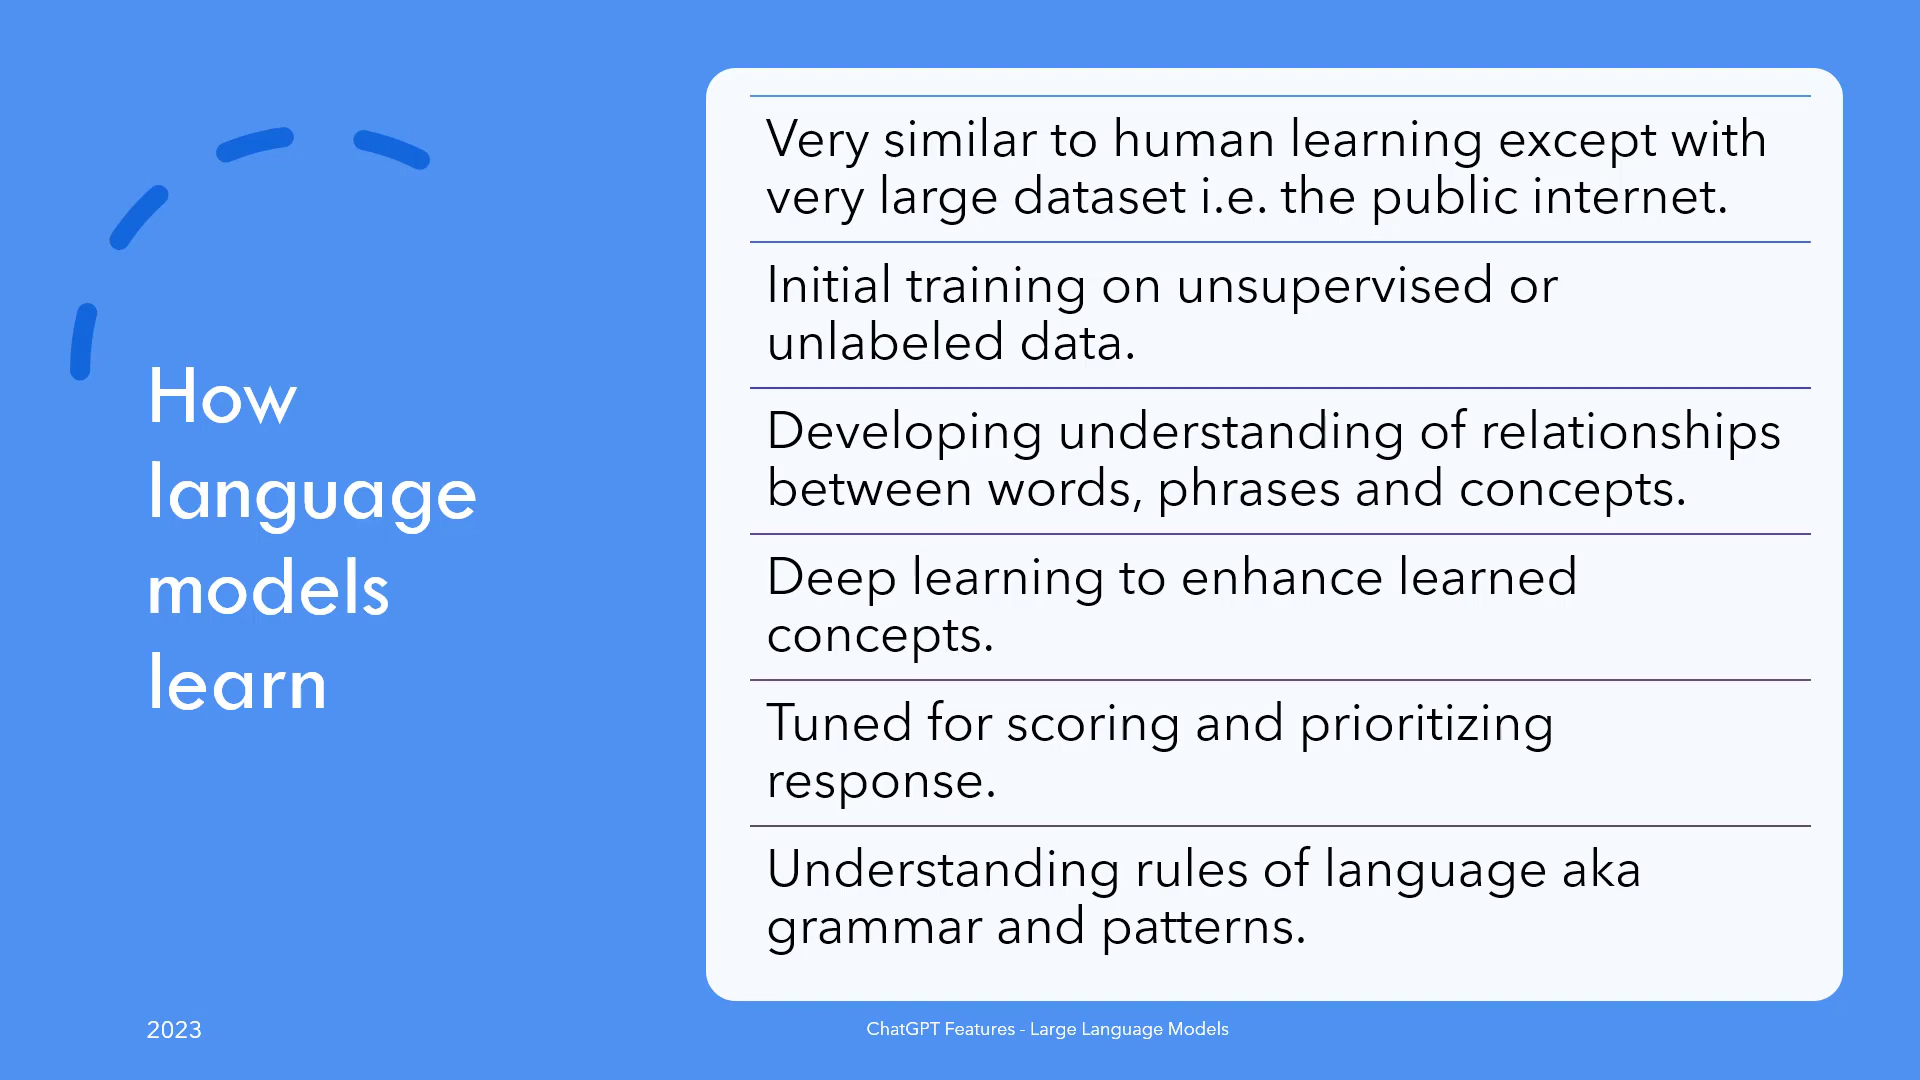 How
language
models
learn
Very similar to human learning except with
very large dataset i.e. the public internet.
Initial training on unsupervised or
unlabeled data.
Developing understanding of relationships
between words, phrases and concepts.
Deep learning to enhance learned
concepts.
Tuned for scoring and prioritizing
response.
Understanding rules of language aka
grammar and patterns.
2023
ChatGPT Features - Large Language Models